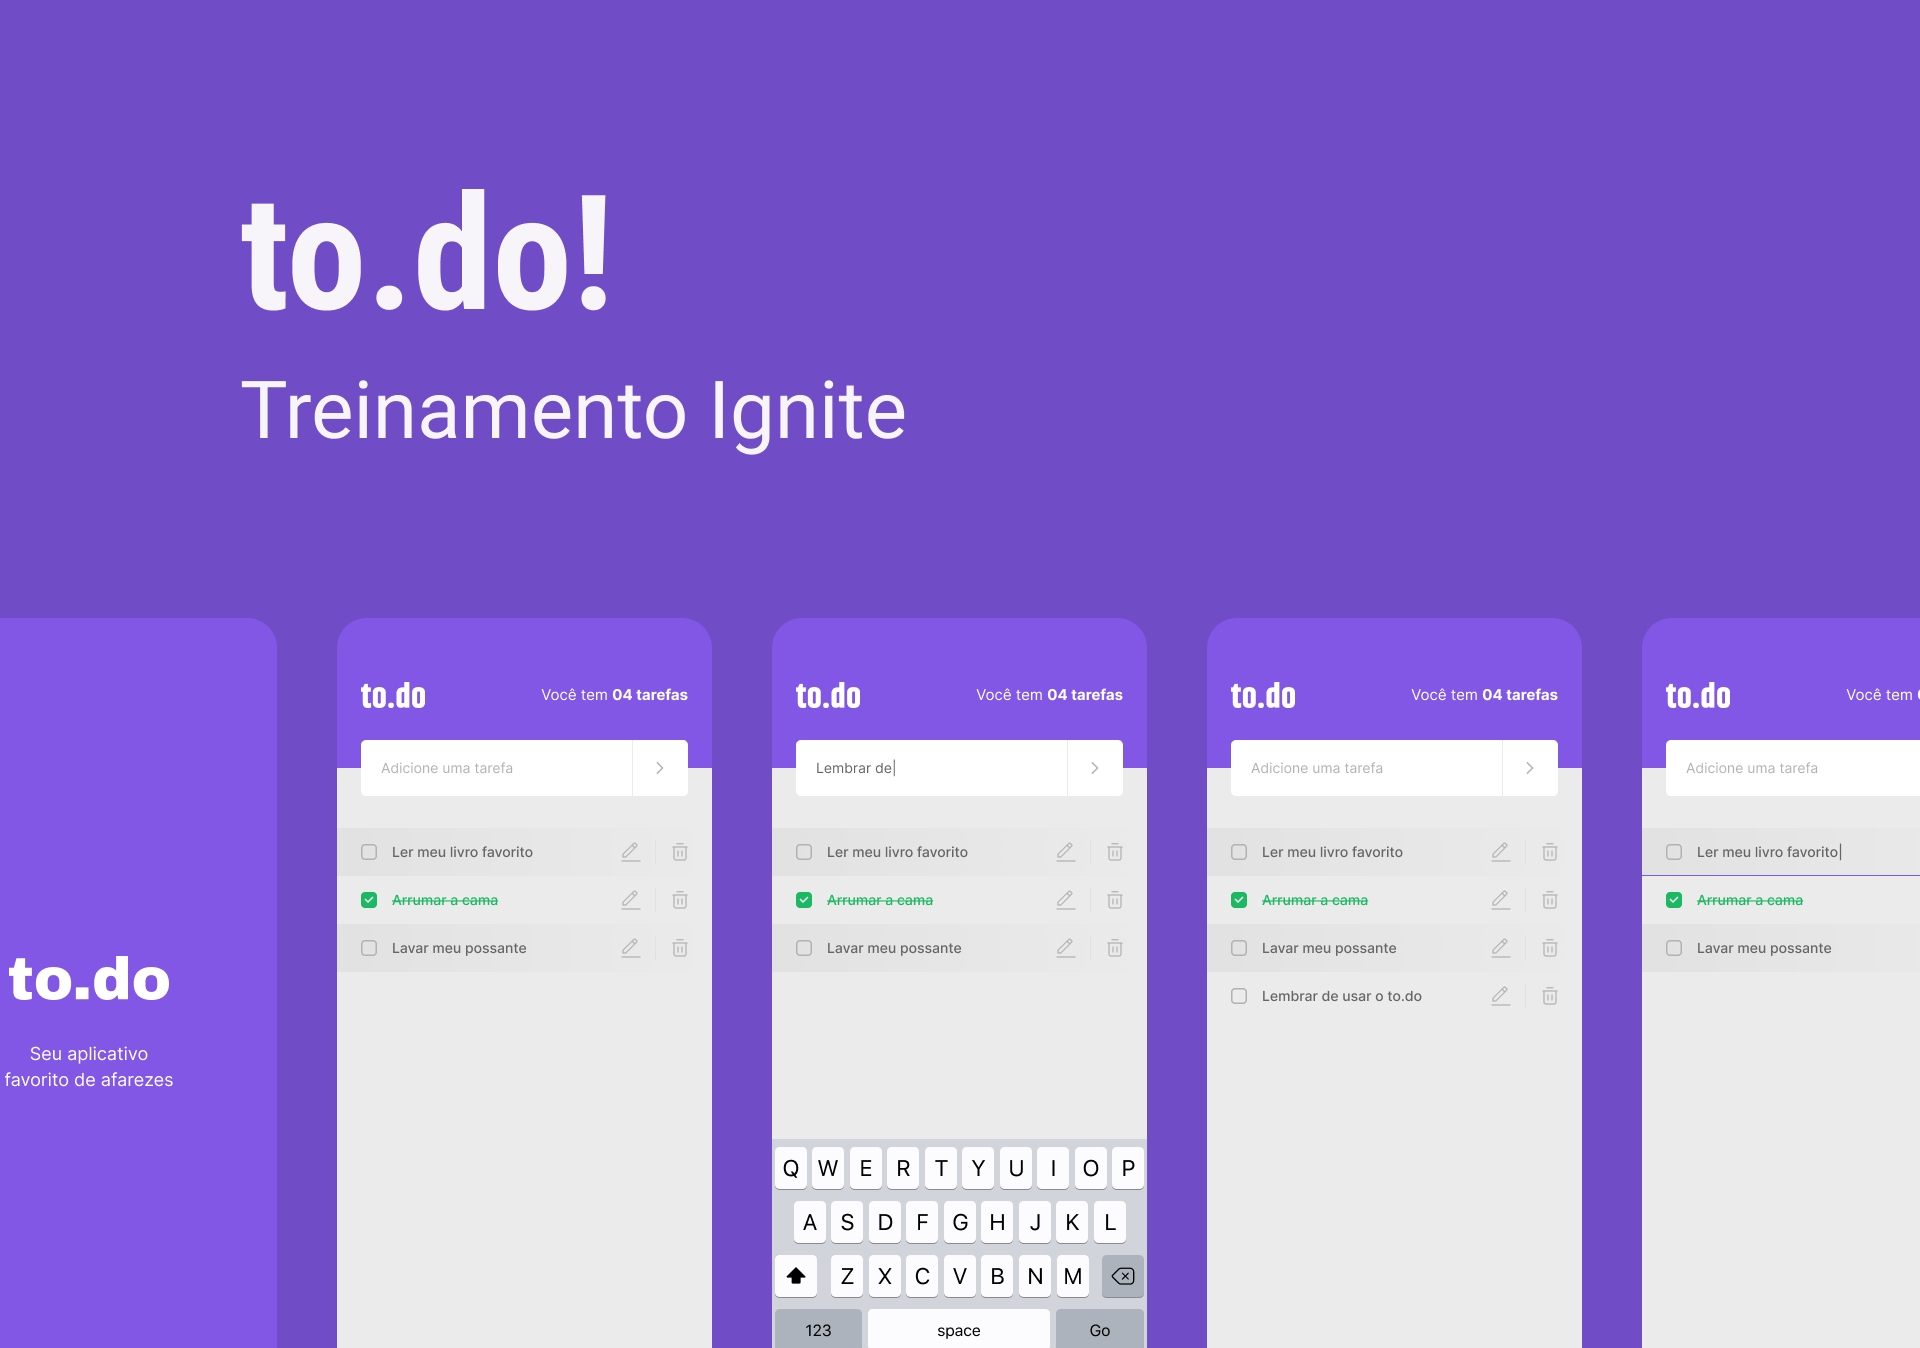 to.do!
Treinamento Ignite
to.do
Seu aplicativo
favorito de afarezes
to.do
Você tem 04 tarefas
Adicione uma tarefa
Ler meu livro favorito
Arrumar a cama
Lavar meu possante
to.do
Você tem 04 tarefas
Lembrar de
Ler meu livro favorito
Arrumar a cama
Lavar meu possante
Q W E R T Y U I O P
A S D F G H J K L
Z X C V B N M
123 space Go
to.do
Você tem 04 tarefas
Adicione uma tarefa
Ler meu livro favorito
Arrumar a cama
Lavar meu possante
Lembrar de usar o to.do
to.do
Você tem
Adicione uma tarefa
Ler meu livro favorito
Arrumar a cama
Lavar meu possante